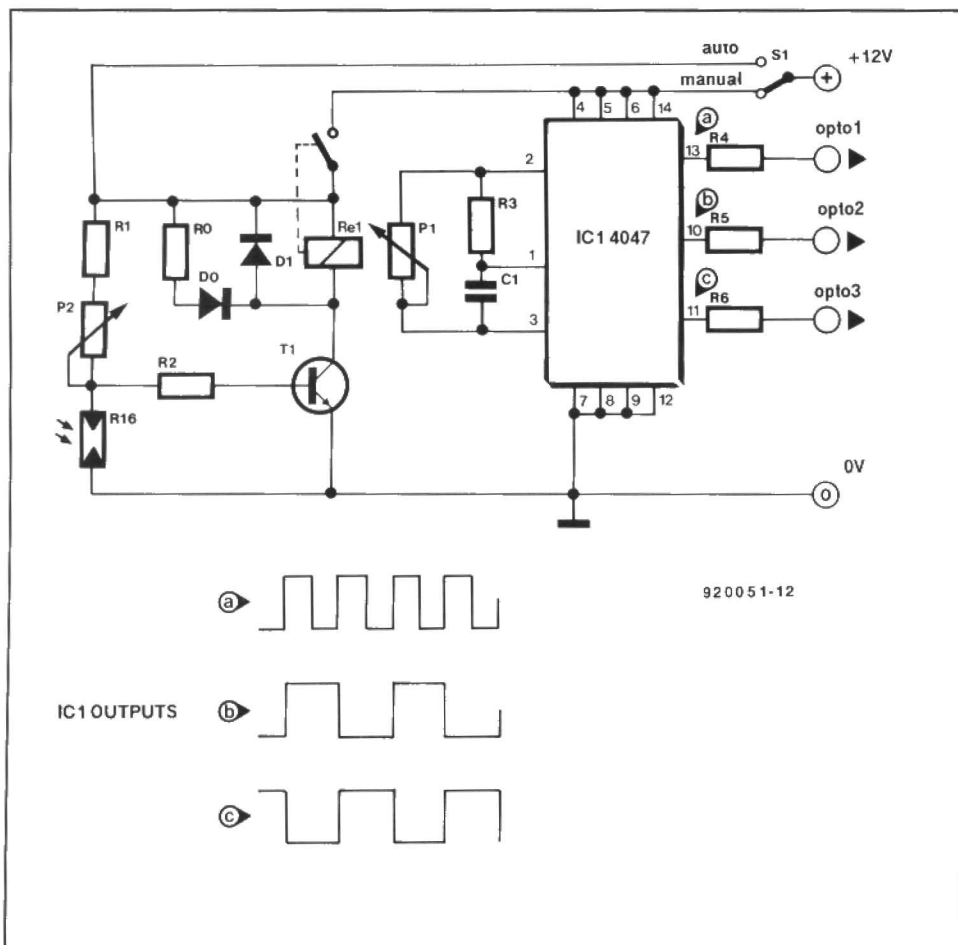 auto
S1
+12V
manual
4 5 6 14
a
opto1
R4
13
2
b
opto2
R1
R0
Re1
P1
R3
R5
10
IC1 4047
D1
1
c
opto3
D0
C1
R6
11
P2
3
T1
R2
7 8 9 12
R16
0V
0
a
920051-12
IC1 OUTPUTS
b
c